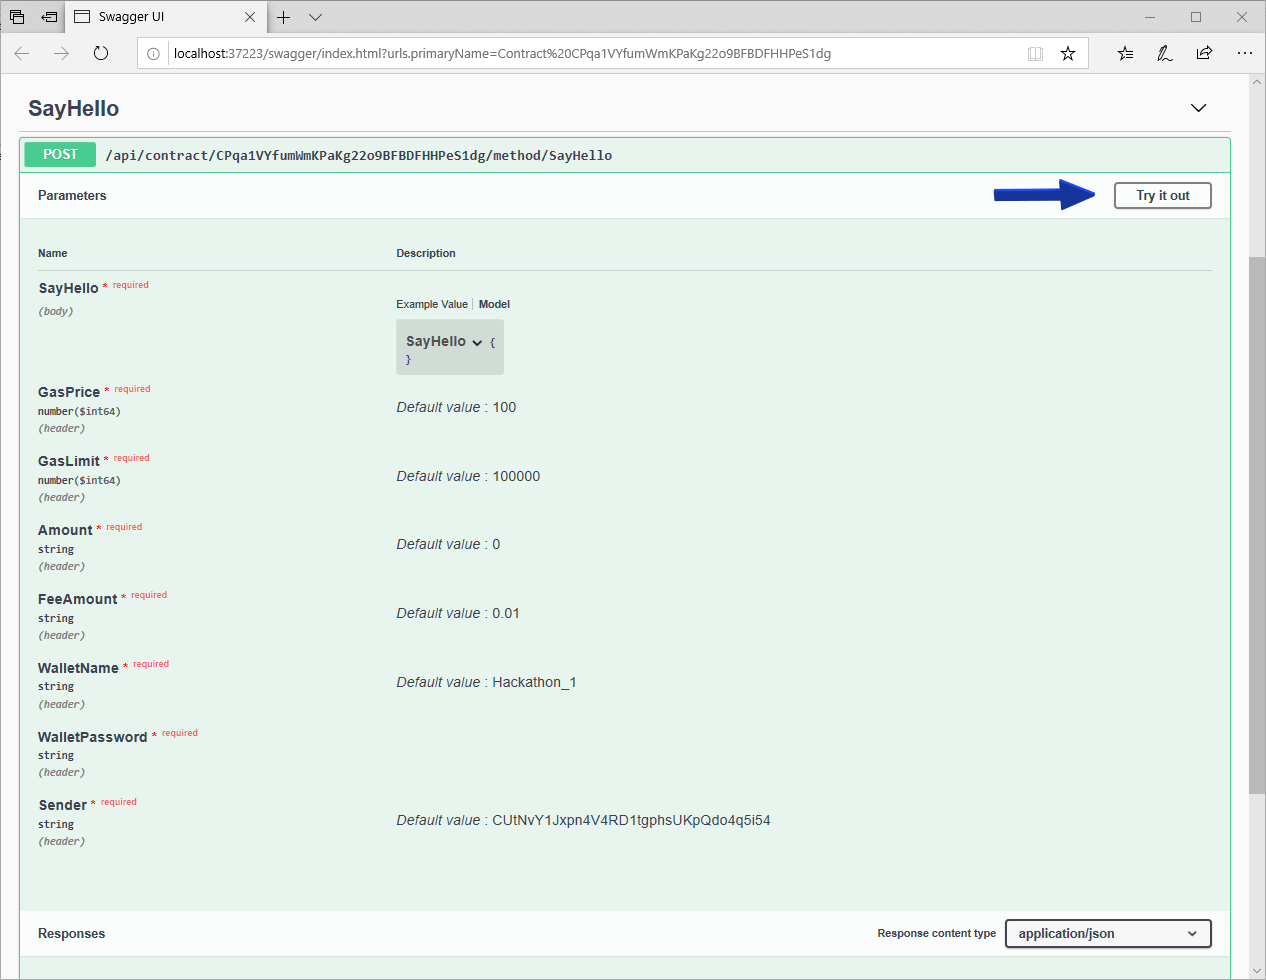 Swagger UI
localhost:37223/swagger/index.html?urls.primaryName=Contract%20CPqa1VYfumWmKPaKg22o9BFBDFHHPeS1dg
SayHello
POST /api/contract/CPqa1VYfumWmKPaKg22o9BFBDFHHPeS1dg/method/SayHello
Parameters Try it out
Name Description
SayHello * required
(body)
Example Value Model
SayHello {
}
GasPrice * required
number($int64)
(header)
Default value : 100
GasLimit * required
number($int64)
(header)
Default value : 100000
Amount * required
string
(header)
Default value : 0
FeeAmount * required
string
(header)
Default value : 0.01
WalletName * required
string
(header)
Default value : Hackathon_1
WalletPassword * required
string
(header)
Sender * required
string
(header)
Default value : CUtNvY1Jxpn4V4RD1tgphsUKpQdo4q5i54
Responses Response content type application/json